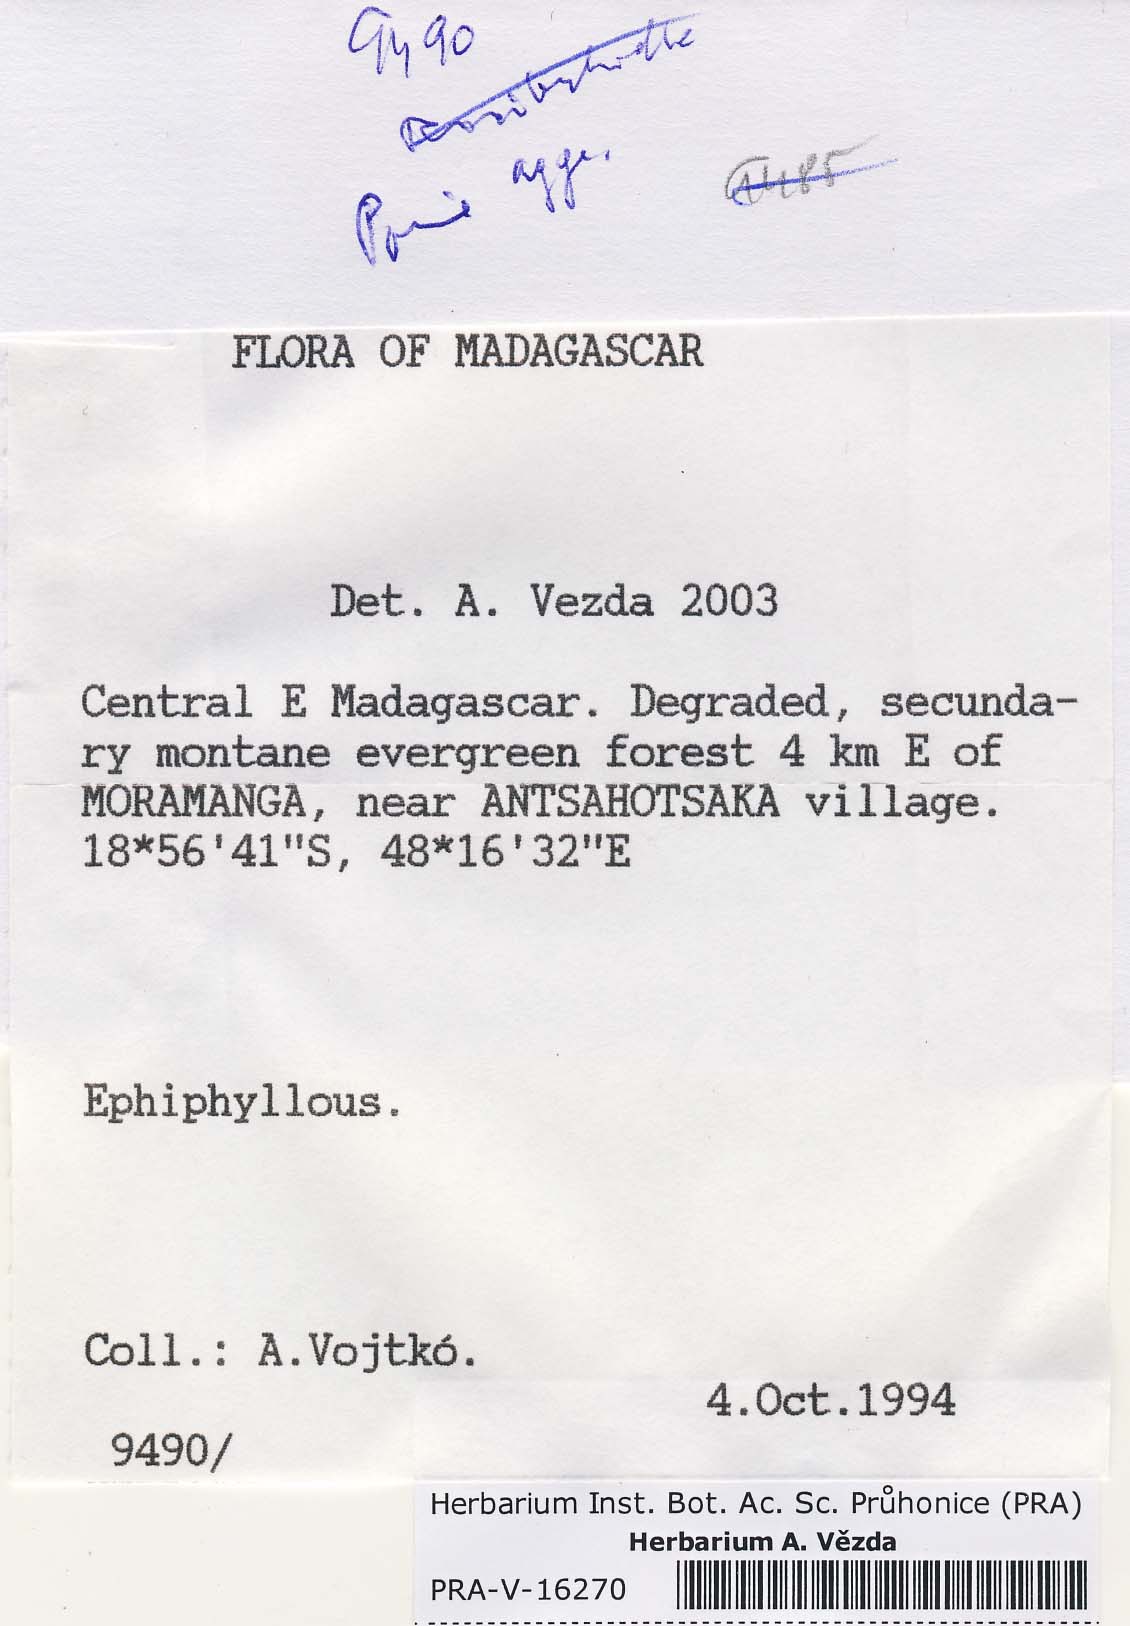 9490
agge.
FLORA OF MADAGASCAR
Det. A. Vezda 2003
Central E Madagascar. Degraded, secunda-
ry montane evergreen forest 4 km E of
MORAMANGA, near ANTSAHOTSAKA village.
18*56'41"S, 48*16'32"E
Ephiphyllous.
Coll.: A.Vojtkó.
4.Oct.1994
9490/
Herbarium Inst. Bot. Ac. Sc. Průhonice (PRA)
Herbarium A. Vězda
PRA-V-16270